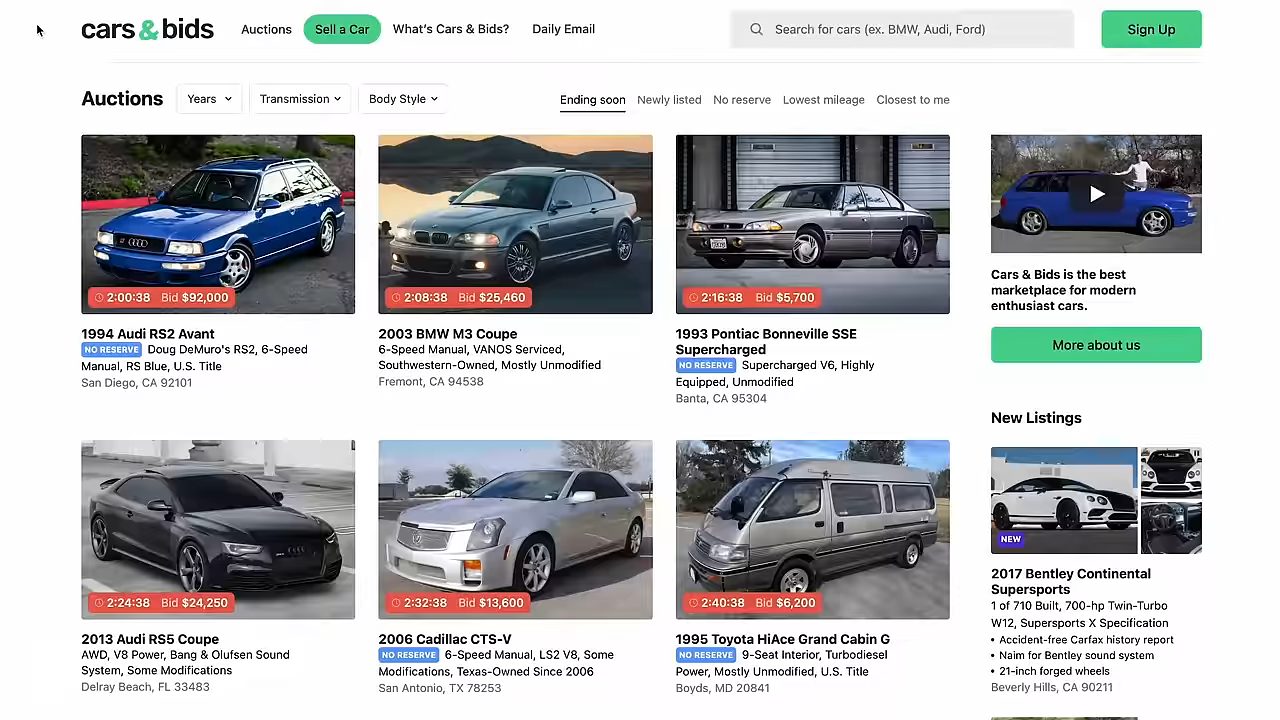 cars & bids
Auctions
Sell a Car
What's Cars & Bids?
Daily Email
Search for cars (ex. BMW, Audi, Ford)
Sign Up
Auctions
Years
Transmission
Body Style
Ending soon
Newly listed
No reserve
Lowest mileage
Closest to me
2:00:38 Bid $92,000
1994 Audi RS2 Avant
NO RESERVE Doug DeMuro's RS2, 6-Speed
Manual, RS Blue, U.S. Title
San Diego, CA 92101
2:08:38 Bid $25,460
2003 BMW M3 Coupe
6-Speed Manual, VANOS Serviced,
Southwestern-Owned, Mostly Unmodified
Fremont, CA 94538
2:16:38 Bid $5,700
1993 Pontiac Bonneville SSE
Supercharged
NO RESERVE Supercharged V6, Highly
Equipped, Unmodified
Banta, CA 95304
Cars & Bids is the best
marketplace for modern
enthusiast cars.
More about us
2:24:38 Bid $24,250
2013 Audi RS5 Coupe
AWD, V8 Power, Bang & Olufsen Sound
System, Some Modifications
Delray Beach, FL 33483
2:32:38 Bid $13,600
2006 Cadillac CTS-V
NO RESERVE 6-Speed Manual, LS2 V8, Some
Modifications, Texas-Owned Since 2006
San Antonio, TX 78253
2:40:38 Bid $6,200
1995 Toyota HiAce Grand Cabin G
NO RESERVE 9-Seat Interior, Turbodiesel
Power, Mostly Unmodified, U.S. Title
Boyds, MD 20841
New Listings
NEW
2017 Bentley Continental
Supersports
1 of 710 Built, 700-hp Twin-Turbo
W12, Supersports X Specification
• Accident-free Carfax history report
• Naim for Bentley sound system
• 21-inch forged wheels
Beverly Hills, CA 90211